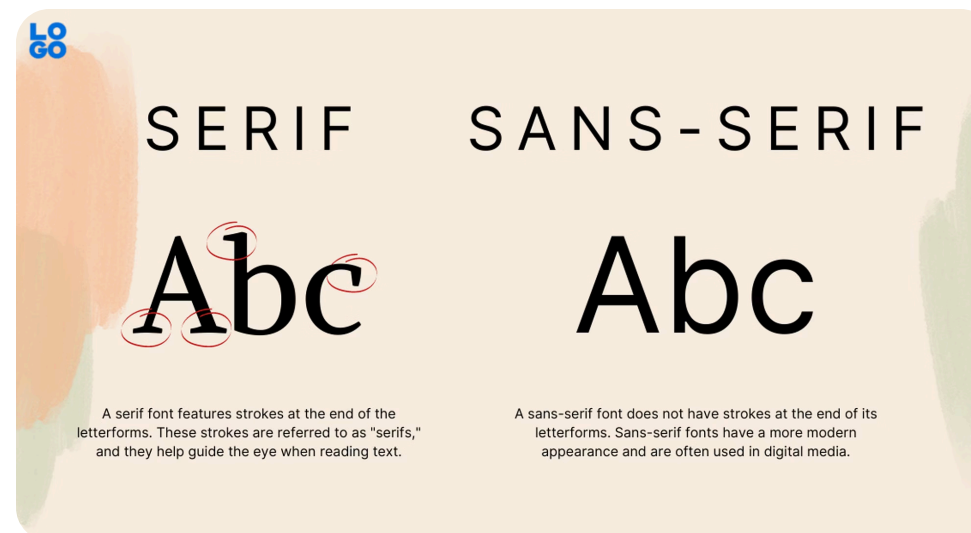 LO
GO
SERIF
Abc
A serif font features strokes at the end of the
letterforms. These strokes are referred to as "serifs,"
and they help guide the eye when reading text.
SANS-SERIF
Abc
A sans-serif font does not have strokes at the end of its
letterforms. Sans-serif fonts have a more modern
appearance and are often used in digital media.